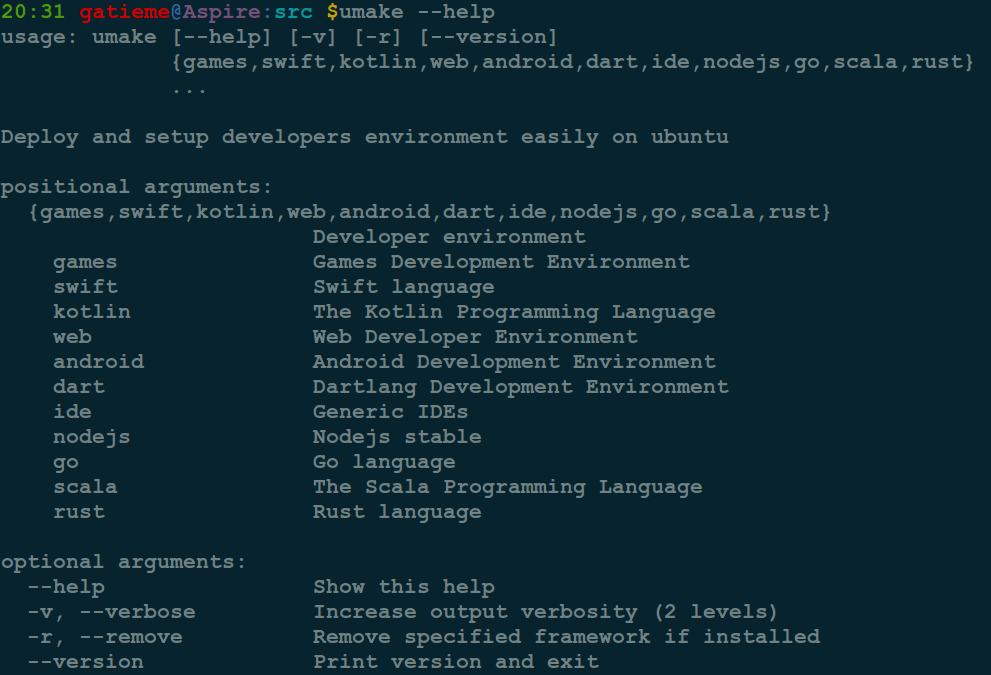 20:31 gatieme@Aspire:src $umake --help
usage: umake [--help] [-v] [-r] [--version]
             {games,swift,kotlin,web,android,dart,ide,nodejs,go,scala,rust}
             ...

Deploy and setup developers environment easily on ubuntu

positional arguments:
  {games,swift,kotlin,web,android,dart,ide,nodejs,go,scala,rust}
                        Developer environment
    games               Games Development Environment
    swift               Swift language
    kotlin              The Kotlin Programming Language
    web                 Web Developer Environment
    android             Android Development Environment
    dart                Dartlang Development Environment
    ide                 Generic IDEs
    nodejs              Nodejs stable
    go                  Go language
    scala               The Scala Programming Language
    rust                Rust language

optional arguments:
  --help                Show this help
  -v, --verbose         Increase output verbosity (2 levels)
  -r, --remove          Remove specified framework if installed
  --version             Print version and exit